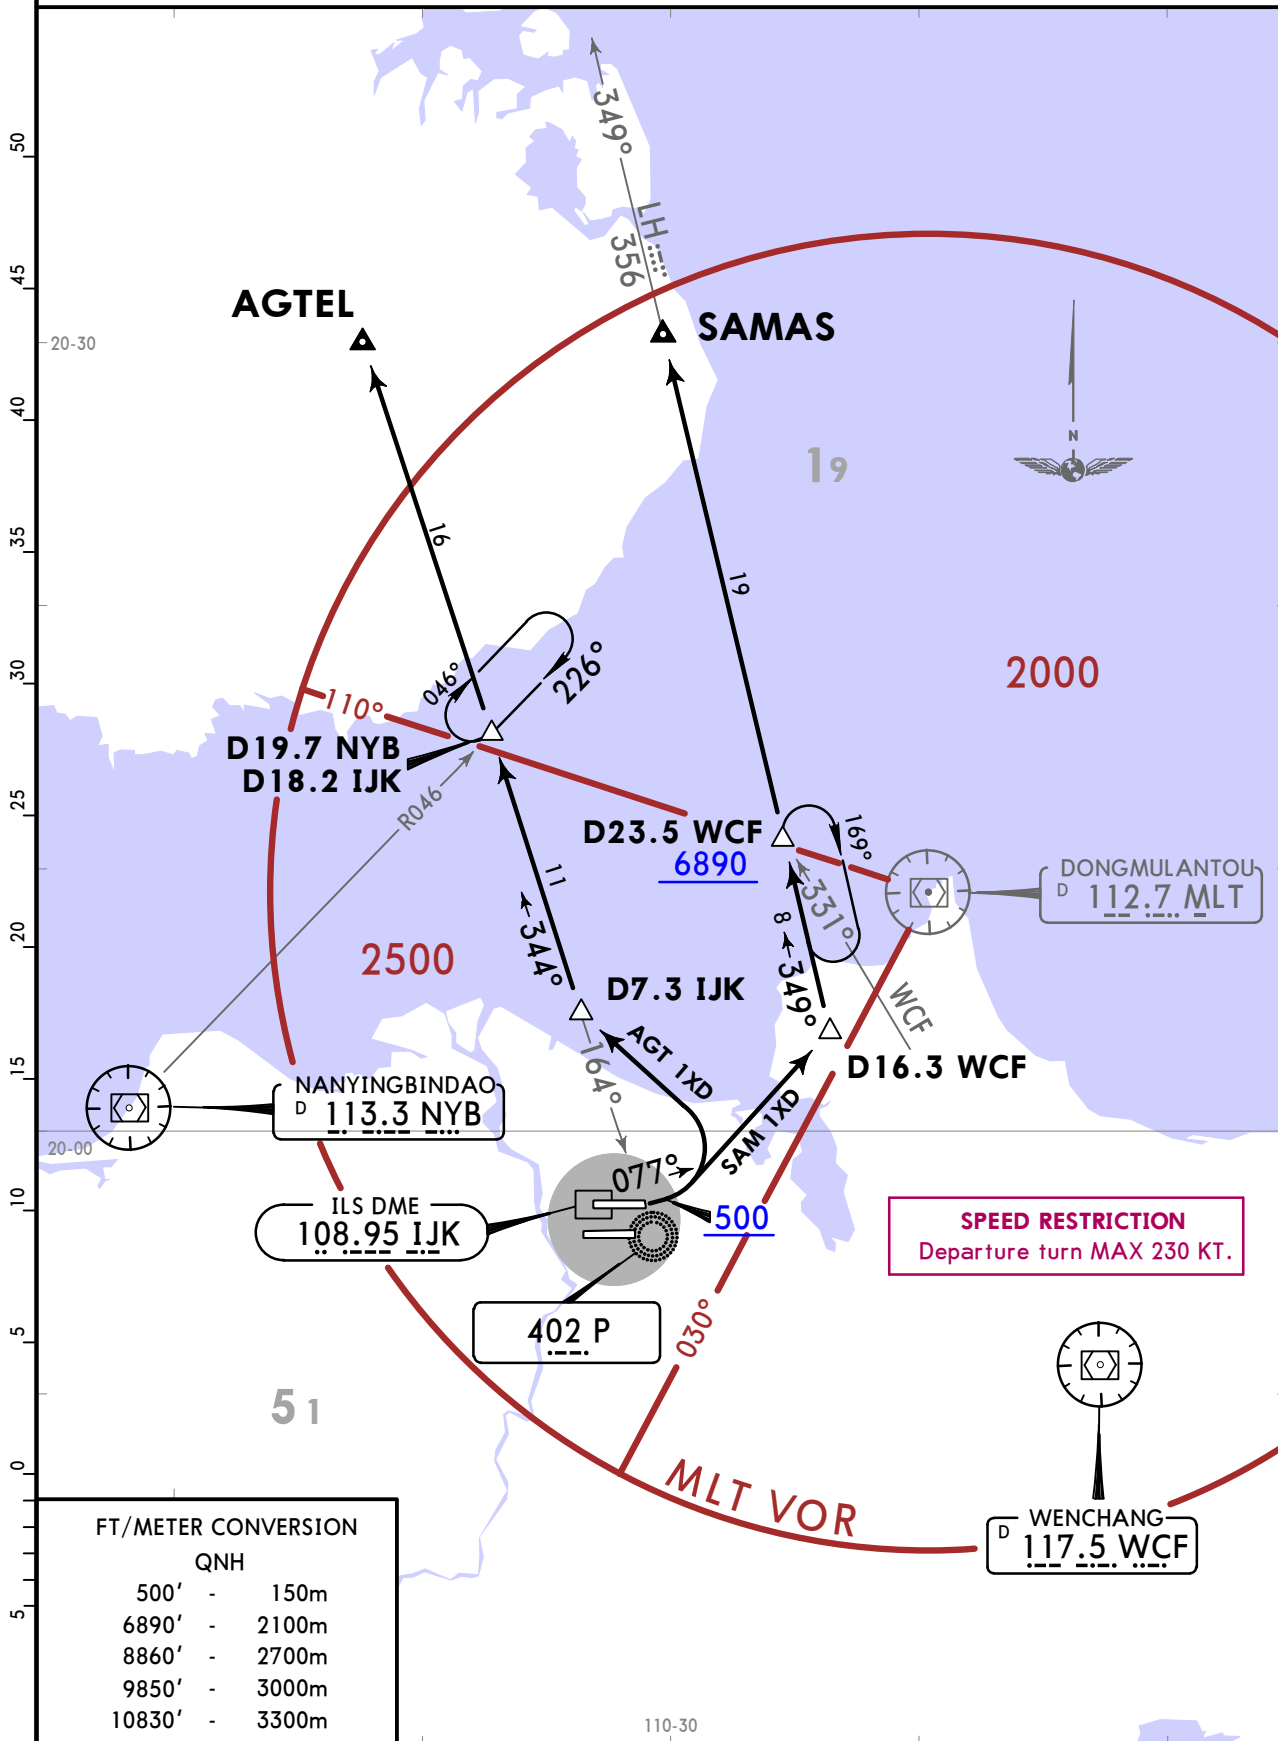 50
45
40
35
30
25
20
15
10
5
0
5
349°
LH
356
AGTEL
SAMAS
20-30
N
19
16
19
2000
046°
226°
110°
D19.7 NYB
D18.2 IJK
R046
D23.5 WCF
6890
169°
331°
WCF
DONGMULANTOU
D 112.7 MLT
11
344°
8
349°
2500
D7.3 IJK
AGT 1XD
164°
D16.3 WCF
SAM 1XD
NANYINGBINDAO
D 113.3 NYB
20-00
077°
ILS DME
108.95 IJK
500
SPEED RESTRICTION
Departure turn MAX 230 KT.
402 P
030°
51
MLT VOR
WENCHANG
D 117.5 WCF
FT/METER CONVERSION
QNH
500' - 150m
6890' - 2100m
8860' - 2700m
9850' - 3000m
10830' - 3300m
110-30